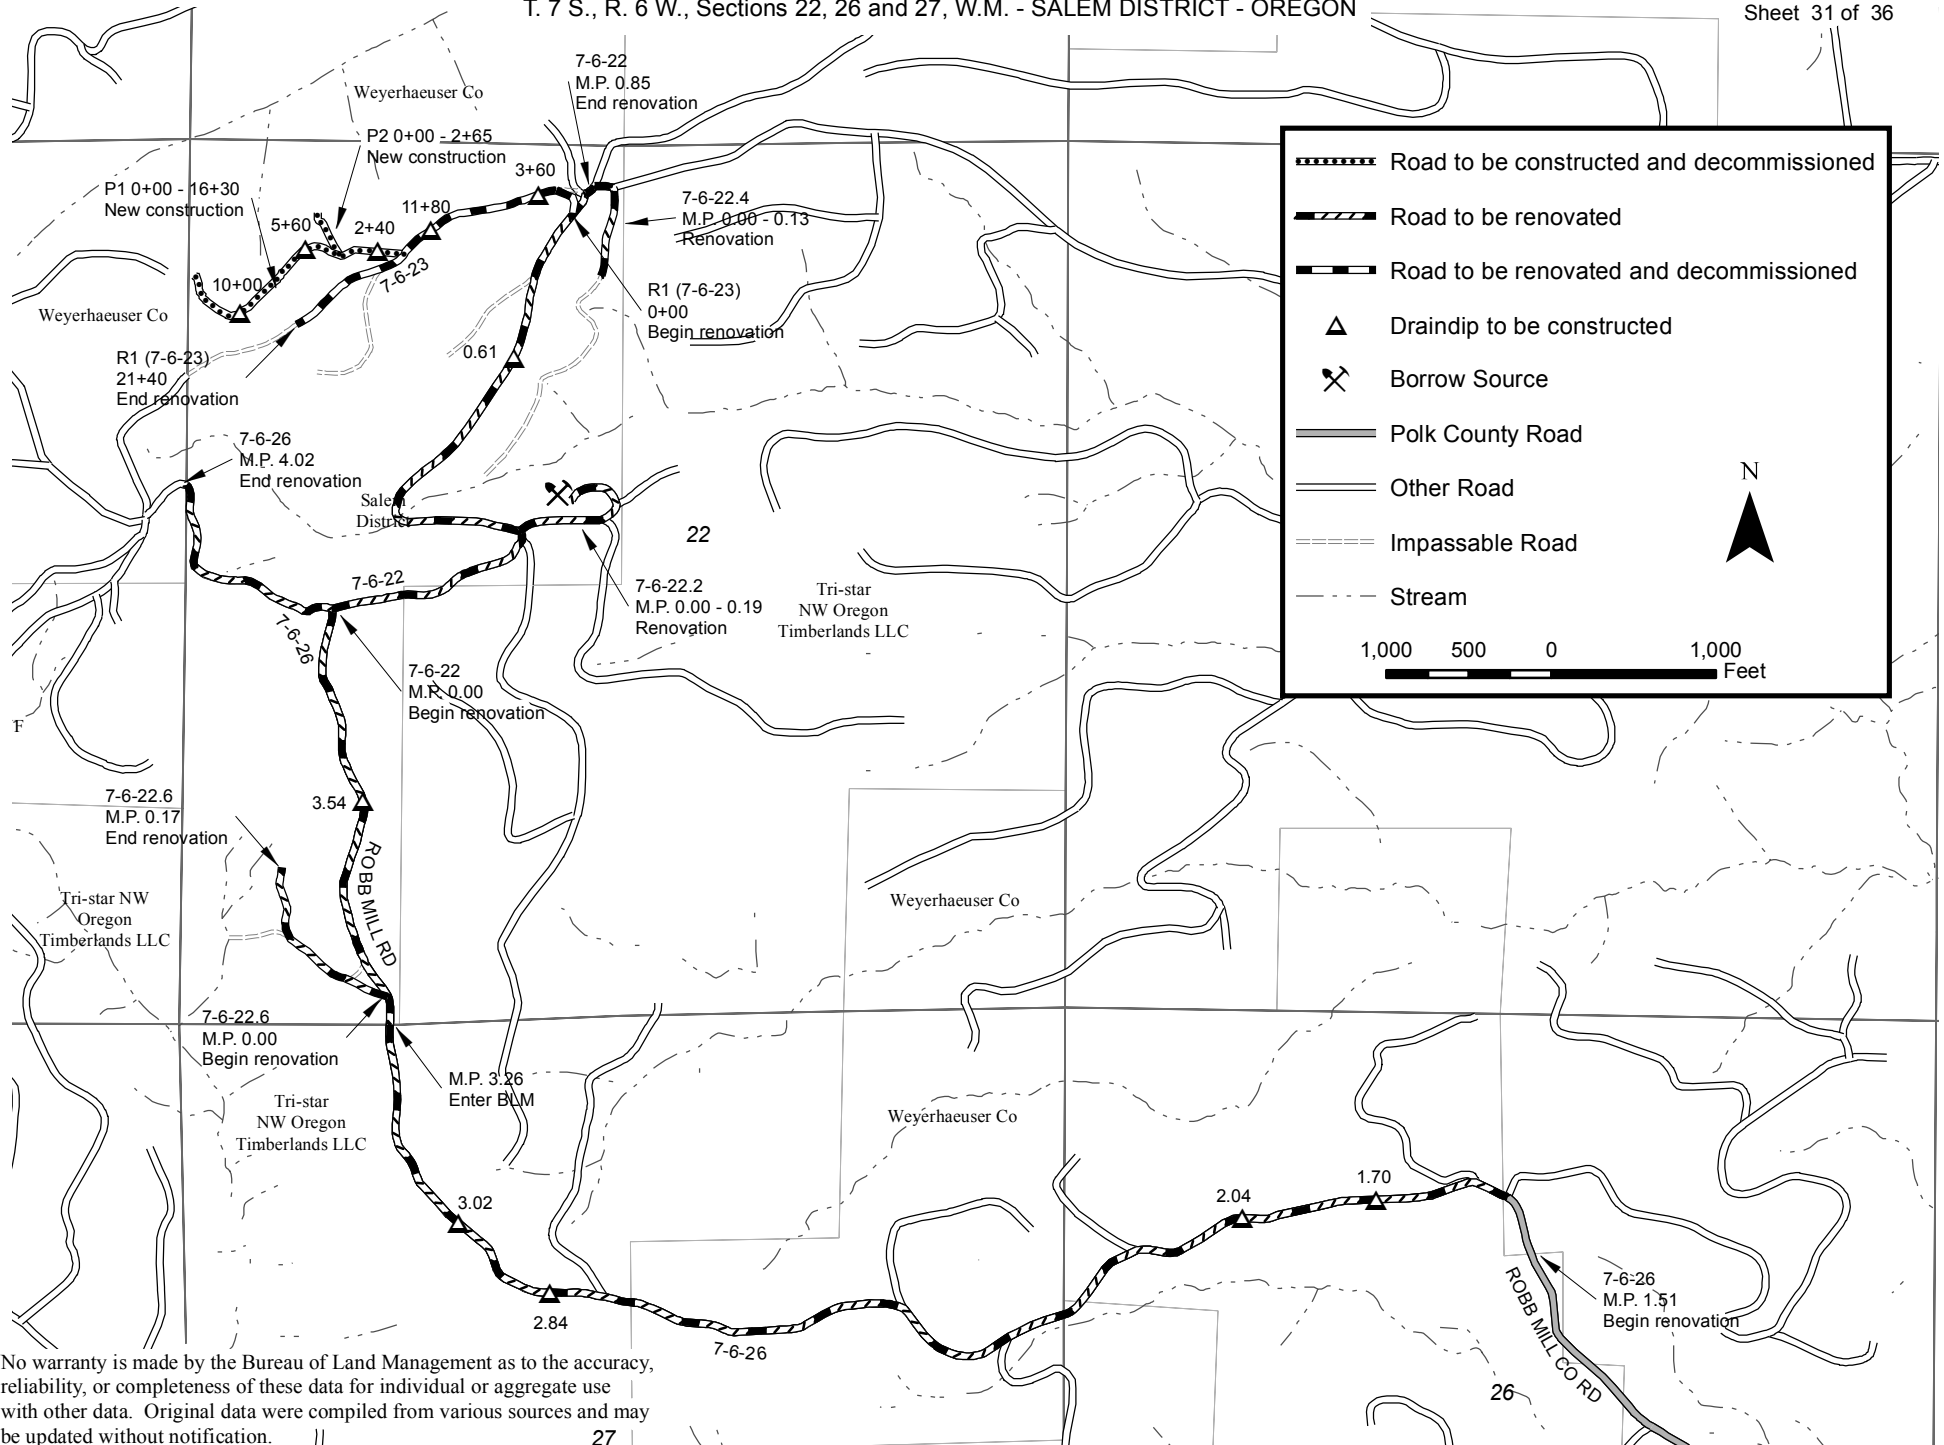 T. 7 S., R. 6 W., Sections 22, 26 and 27, W.M. - SALEM DISTRICT - OREGON
Sheet 31 of 36
7-6-22
M.P. 0.85
End renovation
Weyerhaeuser Co
P2 0+00 - 2+65
New construction
P1 0+00 - 16+30
New construction
3+60
11+80
5+60
2+40
10+00
7-6-23
7-6-22.4
M.P. 0.00 - 0.13
Renovation
R1 (7-6-23)
0+00
Begin renovation
Weyerhaeuser Co
R1 (7-6-23)
21+40
End renovation
0.61
7-6-26
M.P. 4.02
End renovation
Salem
District
22
7-6-22
7-6-22.2
M.P. 0.00 - 0.19
Renovation
Tri-star
NW Oregon
Timberlands LLC
7-6-26
7-6-22
M.P. 0.00
Begin renovation
F
3.54
7-6-22.6
M.P. 0.17
End renovation
ROBB MILL RD
Tri-star NW
Oregon
Timberlands LLC
Weyerhaeuser Co
7-6-22.6
M.P. 0.00
Begin renovation
M.P. 3.26
Enter BLM
Tri-star
NW Oregon
Timberlands LLC
Weyerhaeuser Co
3.02
2.84
7-6-26
2.04
1.70
7-6-26
M.P. 1.51
Begin renovation
ROBB MILL CO RD
26
27
Road to be constructed and decommissioned
Road to be renovated
Road to be renovated and decommissioned
Draindip to be constructed
Borrow Source
Polk County Road
Other Road
Impassable Road
Stream
N
1,000 500 0 1,000
Feet
No warranty is made by the Bureau of Land Management as to the accuracy,
reliability, or completeness of these data for individual or aggregate use
with other data. Original data were compiled from various sources and may
be updated without notification.